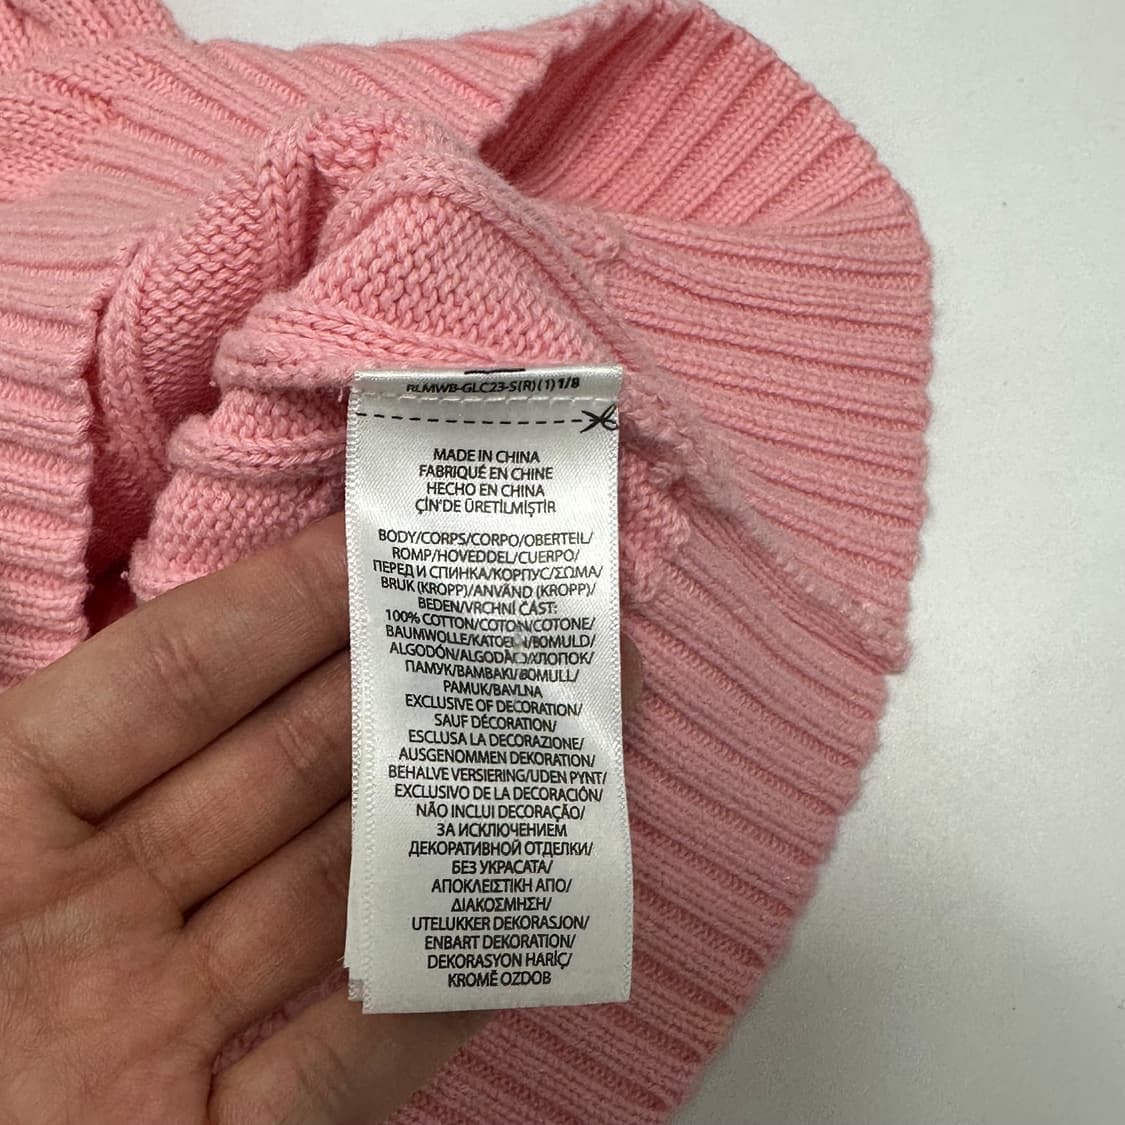 RLMWB-GLC23-S(R)(1) 1/8
MADE IN CHINA
FABRIQUÉ EN CHINE
HECHO EN CHINA
ÇİN'DE ÜRETİLMİŞTİR
BODY/CORPS/CORPO/OBERTEIL/
ROMP/HOVEDDEL/CUERPO/
ПЕРЕД И СПИНКА/КОРПУС/ΣΩΜΑ/
BRUK (KROPP)/ANVÄND (KROPP)/
BEDEN/VRCHNÍ ČÁST:
100% COTTON/COTON/COTONE/
BAUMWOLLE/KATOEN/BOMULD/
ALGODÓN/ALGODÃO/ХЛОПОК/
ПАМУК/ΒΑΜΒΑΚΙ/BOMULL/
PAMUK/BAVLNA
EXCLUSIVE OF DECORATION/
SAUF DÉCORATION/
ESCLUSA LA DECORAZIONE/
AUSGENOMMEN DEKORATION/
BEHALVE VERSIERING/UDEN PYNT/
EXCLUSIVO DE LA DECORACIÓN/
NÃO INCLUI DECORAÇÃO/
ЗА ИСКЛЮЧЕНИЕМ
ДЕКОРАТИВНОЙ ОТДЕЛКИ/
БЕЗ УКРАСАТА/
ΑΠΟΚΛΕΙΣΤΙΚΗ ΑΠΟ/
ΔΙΑΚΟΣΜΗΣΗ/
UTELUKKER DEKORASJON/
ENBART DEKORATION/
DEKORASYON HARİÇ/
KROMĚ OZDOB